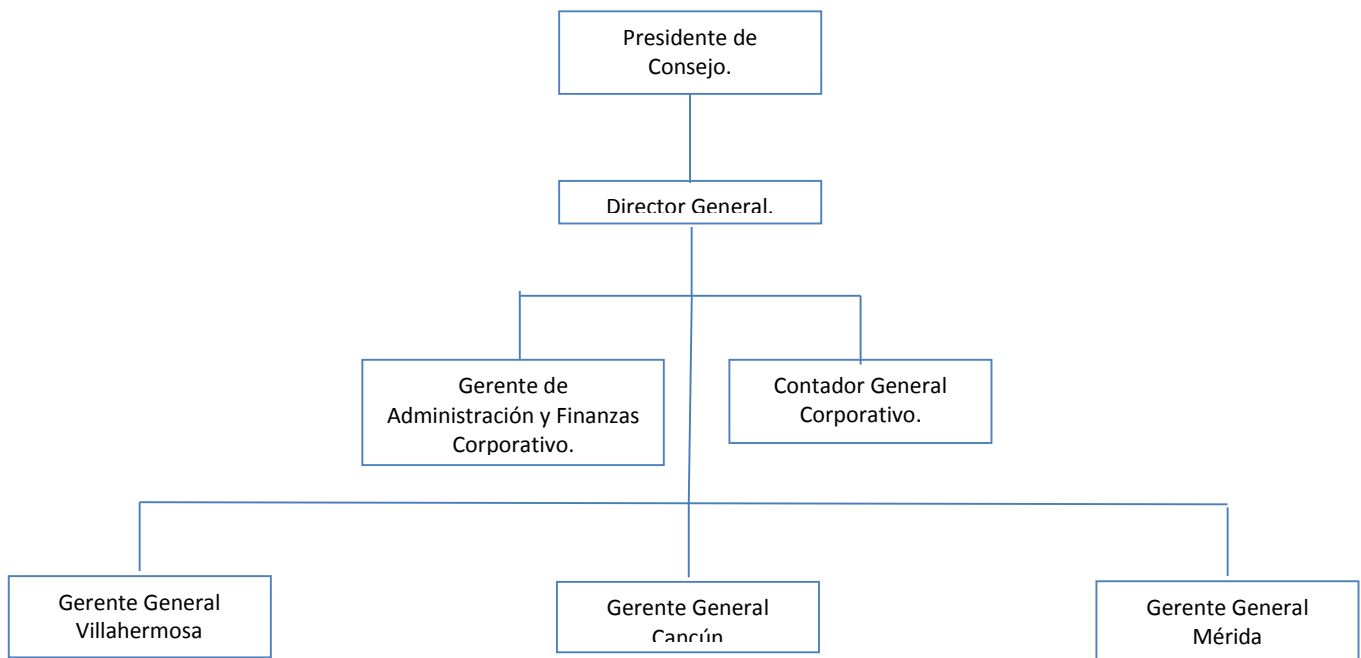 Presidente de
Consejo.
Director General.
Gerente de
Administración y Finanzas
Corporativo.
Contador General
Corporativo.
Gerente General
Villahermosa
Gerente General
Cancún
Gerente General
Mérida